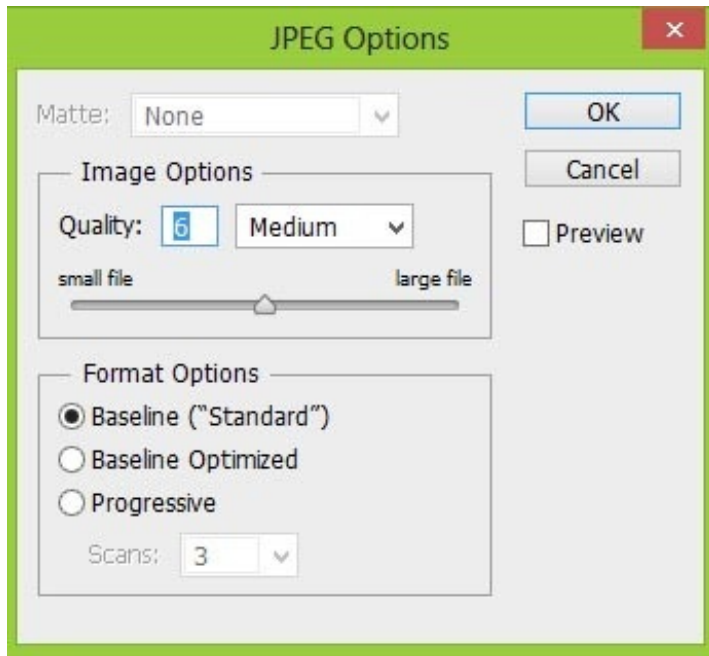 JPEG Options
×
Matte: None
OK
Image Options
Cancel
Quality: 6 Medium
Preview
small file large file
Format Options
Baseline (“Standard”)
Baseline Optimized
Progressive
Scans: 3